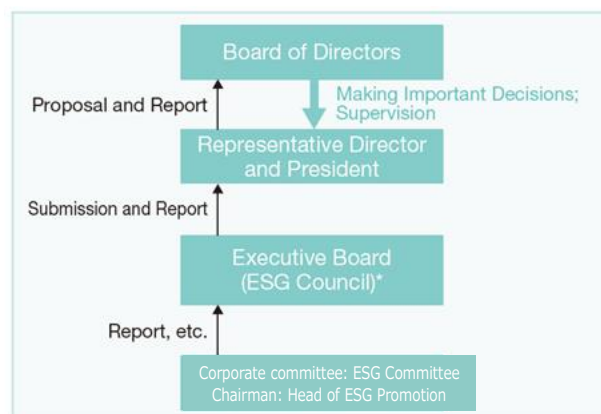 Board of Directors
Proposal and Report
Making Important Decisions;
Supervision
Representative Director
and President
Submission and Report
Executive Board
(ESG Council)*
Report, etc.
Corporate committee: ESG Committee
Chairman: Head of ESG Promotion